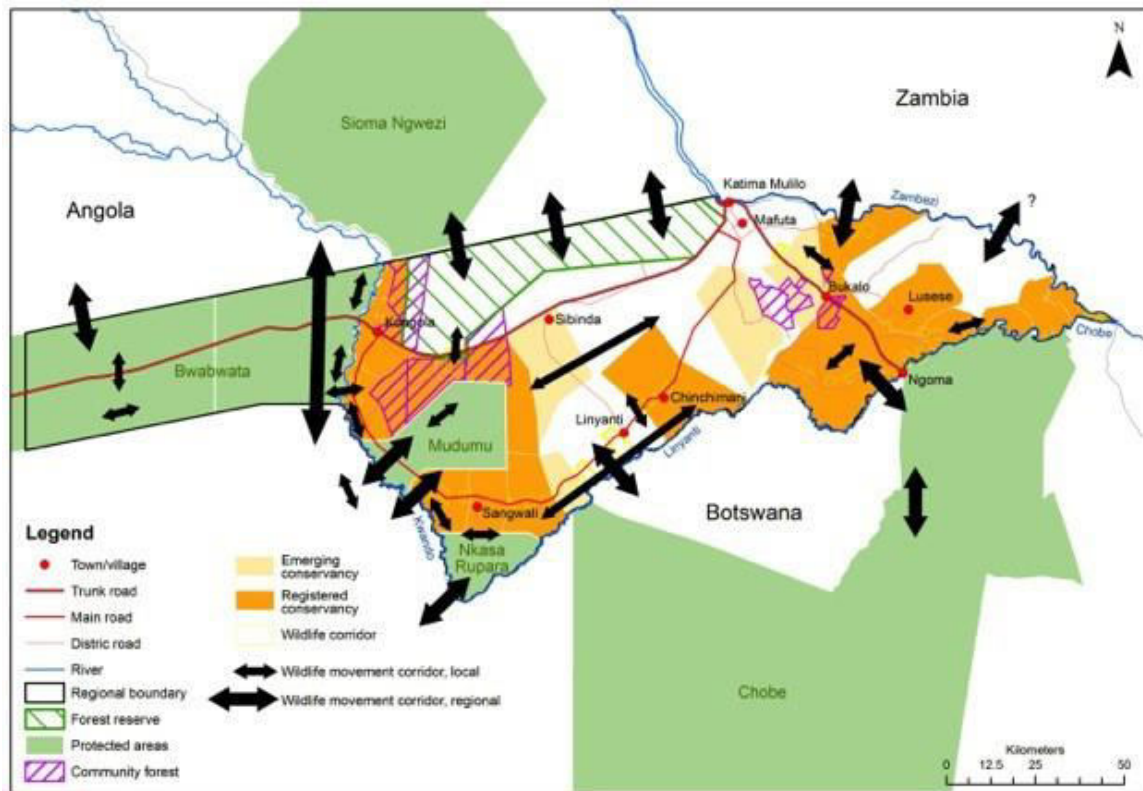 N
Zambia
Sioma Ngwezi
Katima Mulilo
Angola
Mafuta
Zambezi
?
Bukalo
Lusese
Kongola
Sibinda
Chobe
Bwabwata
Ngoma
Chinchimani
Mudumu
Linyanti
Linyanti
Botswana
Sangwali
Kwando
Nkasa
Rupara
Chobe
Legend
Town/village
Trunk road
Main road
Distric road
River
Regional boundary
Forest reserve
Protected areas
Community forest
Emerging
conservancy
Registered
conservancy
Wildlife corridor
Wildlife movement corridor, local
Wildlife movement corridor, regional
Kilometers
0 12.5 25 50